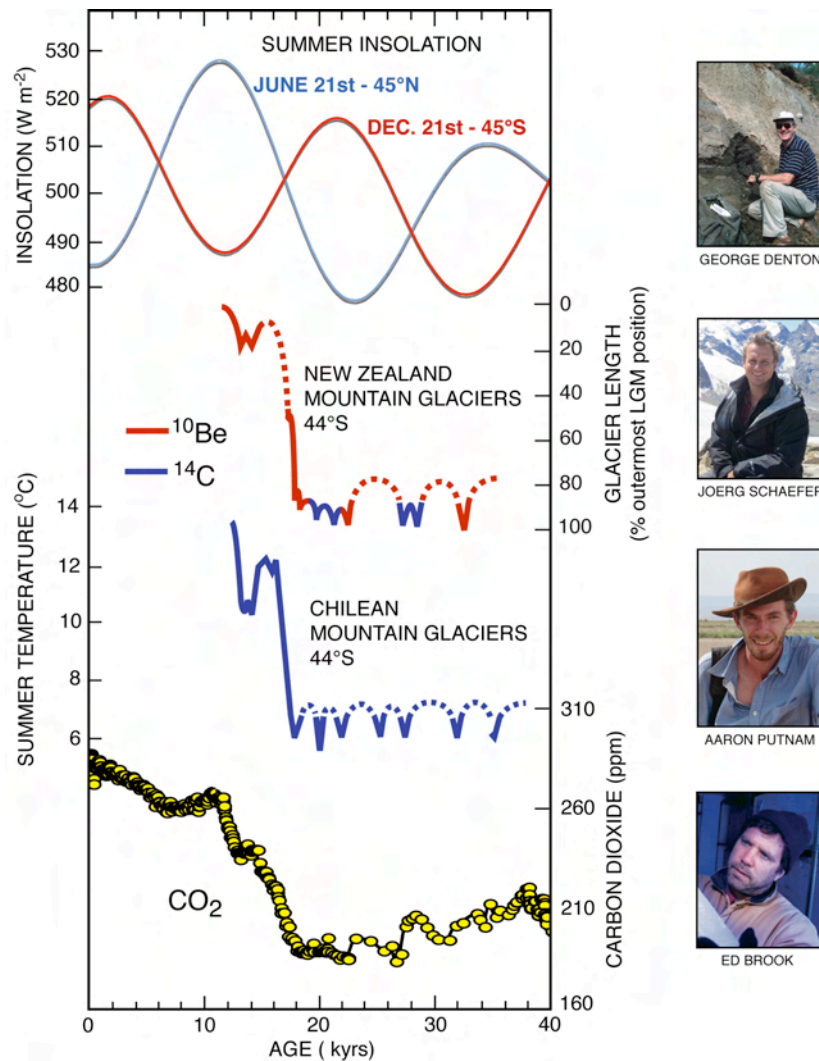 SUMMER INSOLATION
JUNE 21st - 45°N
DEC. 21st - 45°S
INSOLATION (W m-2)
530
520
510
500
490
480
0
20
40
60
80
100
GLACIER LENGTH
(% outermost LGM position)
NEW ZEALAND
MOUNTAIN GLACIERS
44°S
10Be
14C
SUMMER TEMPERATURE (°C)
14
12
10
8
6
CHILEAN
MOUNTAIN GLACIERS
44°S
310
260
210
160
CARBON DIOXIDE (ppm)
CO2
0
10
20
30
40
AGE ( kyrs)
GEORGE DENTON
JOERG SCHAEFER
AARON PUTNAM
ED BROOK